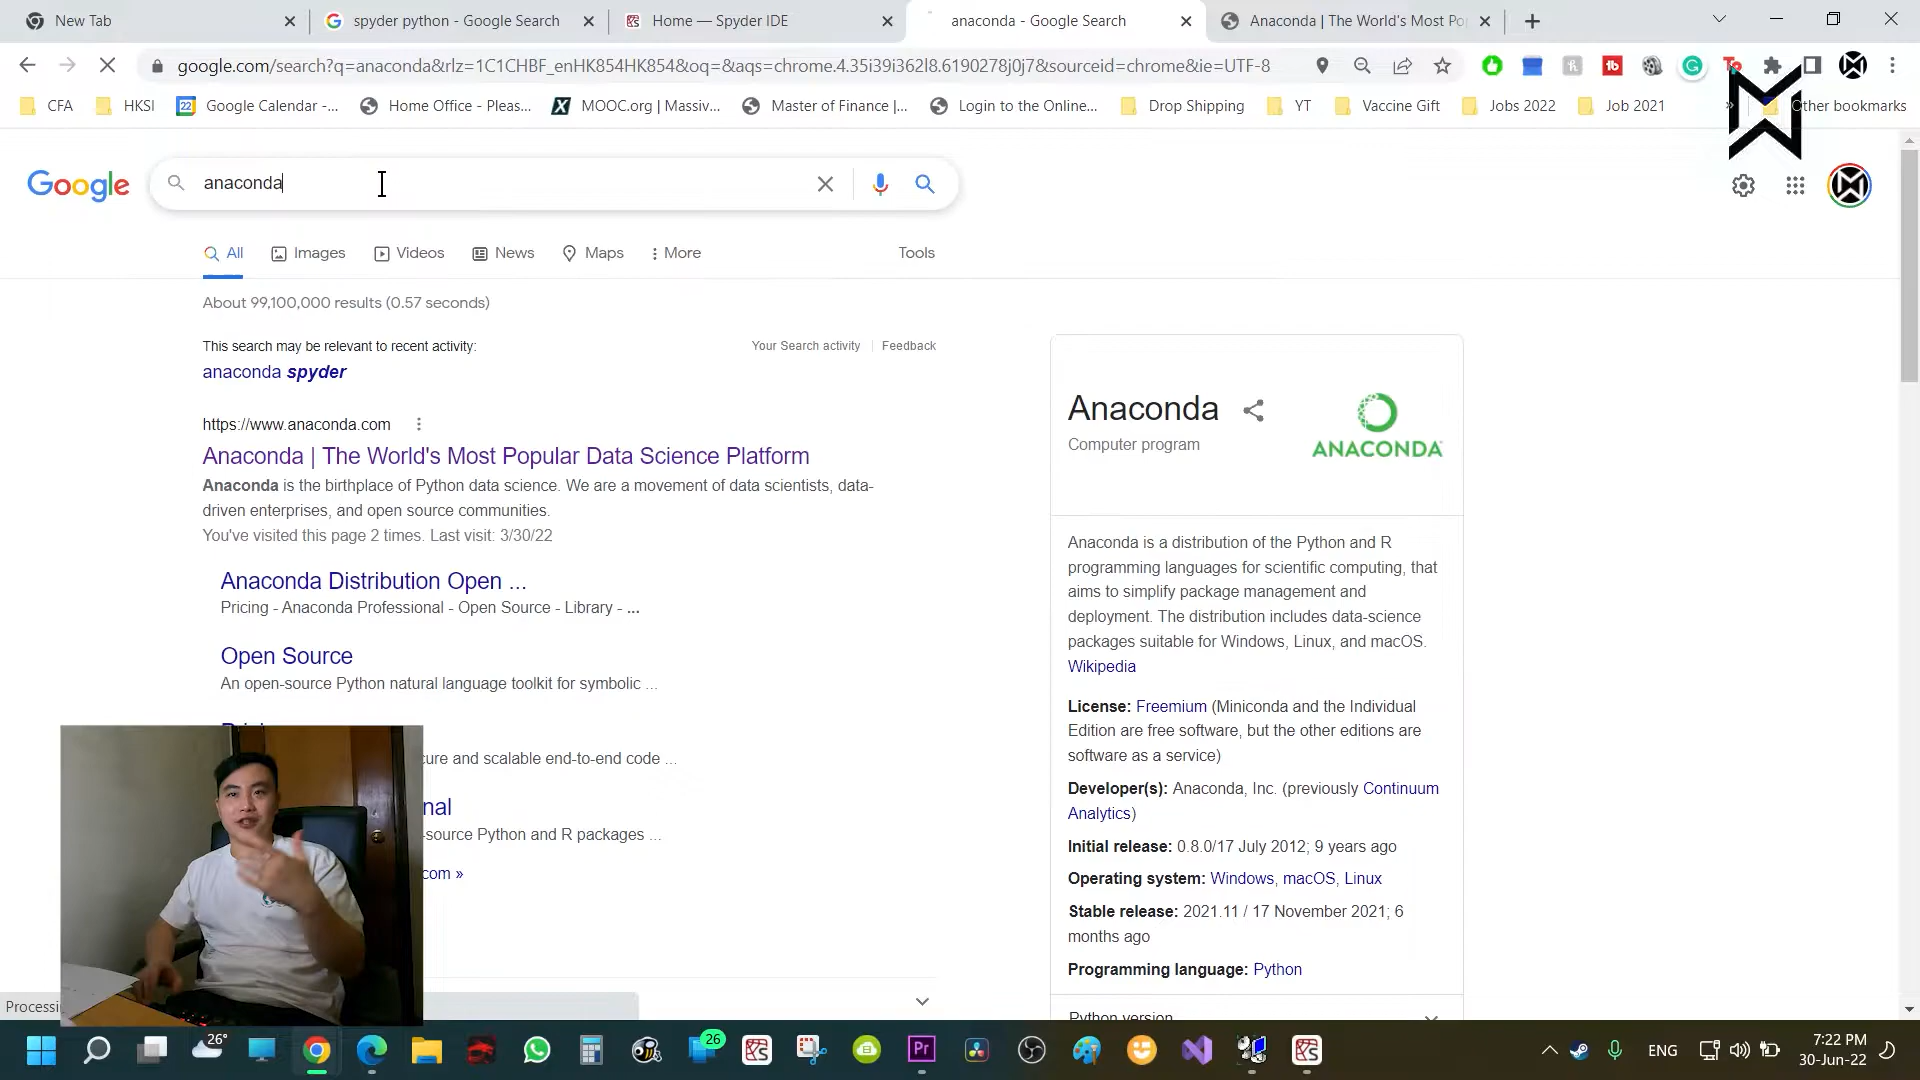 New Tab
spyder python - Google Search
Home — Spyder IDE
anaconda - Google Search
Anaconda | The World's Most Po
google.com/search?q=anaconda&rlz=1C1CHBF_enHK854HK854&oq=&aqs=chrome.4.35i39i362l8.6190278j0j7&sourceid=chrome&ie=UTF-8
CFA
HKSI
22
Google Calendar -...
Home Office - Pleas...
MOOC.org | Massiv...
Master of Finance |...
Login to the Online...
Drop Shipping
YT
Vaccine Gift
Jobs 2022
Job 2021
»
Other bookmarks
Google
anaconda
All
Images
Videos
News
Maps
More
Tools
About 99,100,000 results (0.57 seconds)
This search may be relevant to recent activity:
Your Search activity
Feedback
anaconda spyder
https://www.anaconda.com
Anaconda | The World's Most Popular Data Science Platform
Anaconda is the birthplace of Python data science. We are a movement of data scientists, data-
driven enterprises, and open source communities.
You've visited this page 2 times. Last visit: 3/30/22
Anaconda Distribution Open ...
Pricing - Anaconda Professional - Open Source - Library - ...
Open Source
An open-source Python natural language toolkit for symbolic ...
cure and scalable end-to-end code ...
nal
-source Python and R packages ...
com »
Anaconda
Computer program
ANACONDA
Anaconda is a distribution of the Python and R
programming languages for scientific computing, that
aims to simplify package management and
deployment. The distribution includes data-science
packages suitable for Windows, Linux, and macOS.
Wikipedia
License: Freemium (Miniconda and the Individual
Edition are free software, but the other editions are
software as a service)
Developer(s): Anaconda, Inc. (previously Continuum
Analytics)
Initial release: 0.8.0/17 July 2012; 9 years ago
Operating system: Windows, macOS, Linux
Stable release: 2021.11 / 17 November 2021; 6
months ago
Programming language: Python
Python version
Processi
26°
26
Pr
ENG
7:22 PM
30-Jun-22